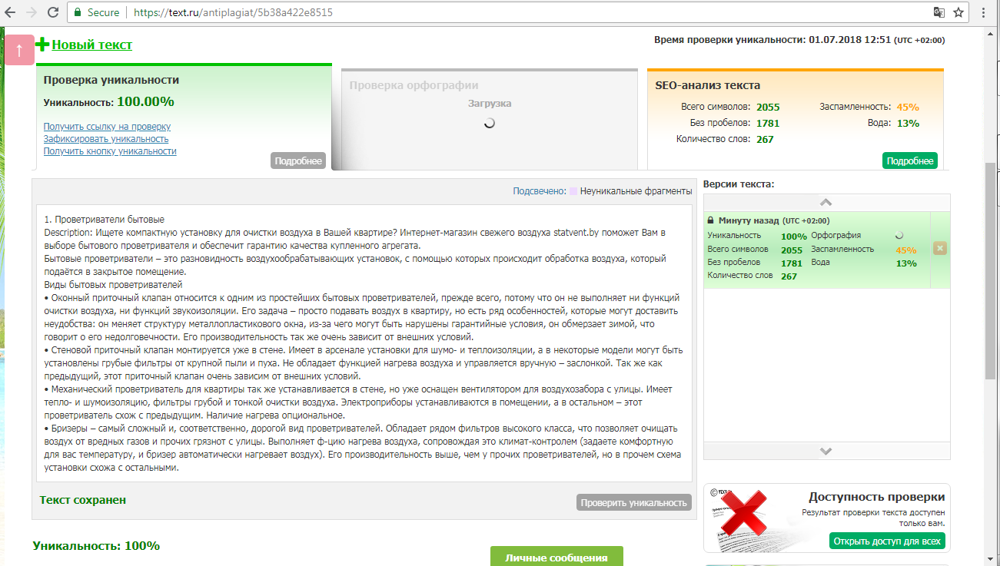 Secure https://text.ru/antiplagiat/5b38a422e8515
Новый текст
Время проверки уникальности: 01.07.2018 12:51 (UTC +02:00)
Проверка уникальности
Уникальность: 100.00%
Получить ссылку на проверку
Зафиксировать уникальность
Получить кнопку уникальности
Подробнее
Проверка орфографии
Загрузка
SEO-анализ текста
Всего символов: 2055 Заспамленность: 45%
Без пробелов: 1781 Вода: 13%
Количество слов: 267
Подробнее
Подсвечено: Неуникальные фрагменты
1. Проветриватели бытовые
Description: Ищете компактную установку для очистки воздуха в Вашей квартире? Интернет-магазин свежего воздуха statvent.by поможет Вам в
выборе бытового проветривателя и обеспечит гарантию качества купленного агрегата.
Бытовые проветриватели – это разновидность воздухообрабатывающих установок, с помощью которых происходит обработка воздуха, который
подаётся в закрытое помещение.
Виды бытовых проветривателей
• Оконный приточный клапан относится к одним из простейших бытовых проветривателей, прежде всего, потому что он не выполняет ни функций
очистки воздуха, ни функций звукоизоляции. Его задача – просто подавать воздух в квартиру, но есть ряд особенностей, которые могут доставить
неудобства: он меняет структуру металлопластикового окна, из-за чего могут быть нарушены гарантийные условия, он обмерзает зимой, что
говорит о его недолговечности. Его производительность так же очень зависит от внешних условий.
• Стеновой приточный клапан монтируется уже в стене. Имеет в арсенале установки для шумо- и теплоизоляции, а в некоторые модели могут быть
установлены грубые фильтры от крупной пыли и пуха. Не обладает функцией нагрева воздуха и управляется вручную – заслонкой. Так же как
предыдущий, этот приточный клапан очень зависим от внешних условий.
• Механический проветриватель для квартиры так же устанавливается в стене, но уже оснащен вентилятором для воздухозабора с улицы. Имеет
тепло- и шумоизоляцию, фильтры грубой и тонкой очистки воздуха. Электроприборы устанавливаются в помещении, а в остальном – этот
проветриватель схож с предыдущим. Наличие нагрева опциональное.
• Бризеры – самый сложный и, соответственно, дорогой вид проветривателей. Обладает рядом фильтров высокого класса, что позволяет очищать
воздух от вредных газов и прочих грязнот с улицы. Выполняет ф-цию нагрева воздуха, сопровождая это климат-контролем (задаете комфортную
для вас температуру, и бризер автоматически нагревает воздух). Его производительность выше, чем у прочих проветривателей, но в прочем схема
установки схожа с остальными.
Текст сохранен
Проверить уникальность
Уникальность: 100%
Личные сообщения
Версии текста:
Минуту назад (UTC +02:00)
Уникальность 100% Орфография
Всего символов 2055 Заспамленность 45%
Без пробелов 1781 Вода 13%
Количество слов 267
© TEXT
Доступность проверки
Результат проверки текста доступен
только вам.
Открыть доступ для всех